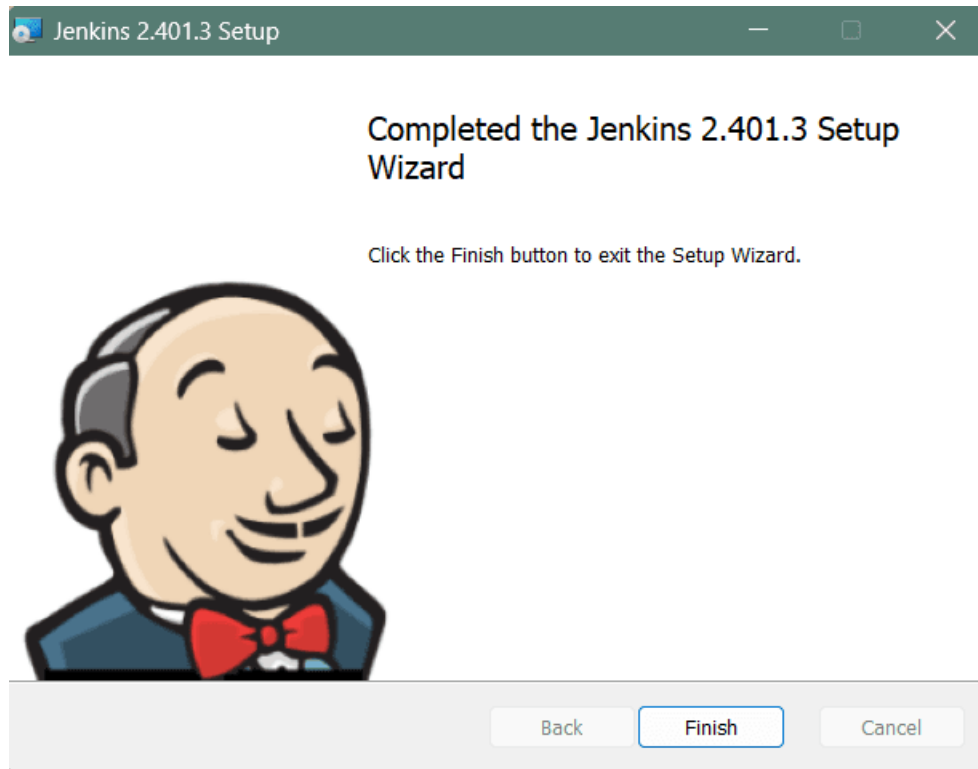 Jenkins 2.401.3 Setup
Completed the Jenkins 2.401.3 Setup
Wizard
Click the Finish button to exit the Setup Wizard.
Back Finish Cancel